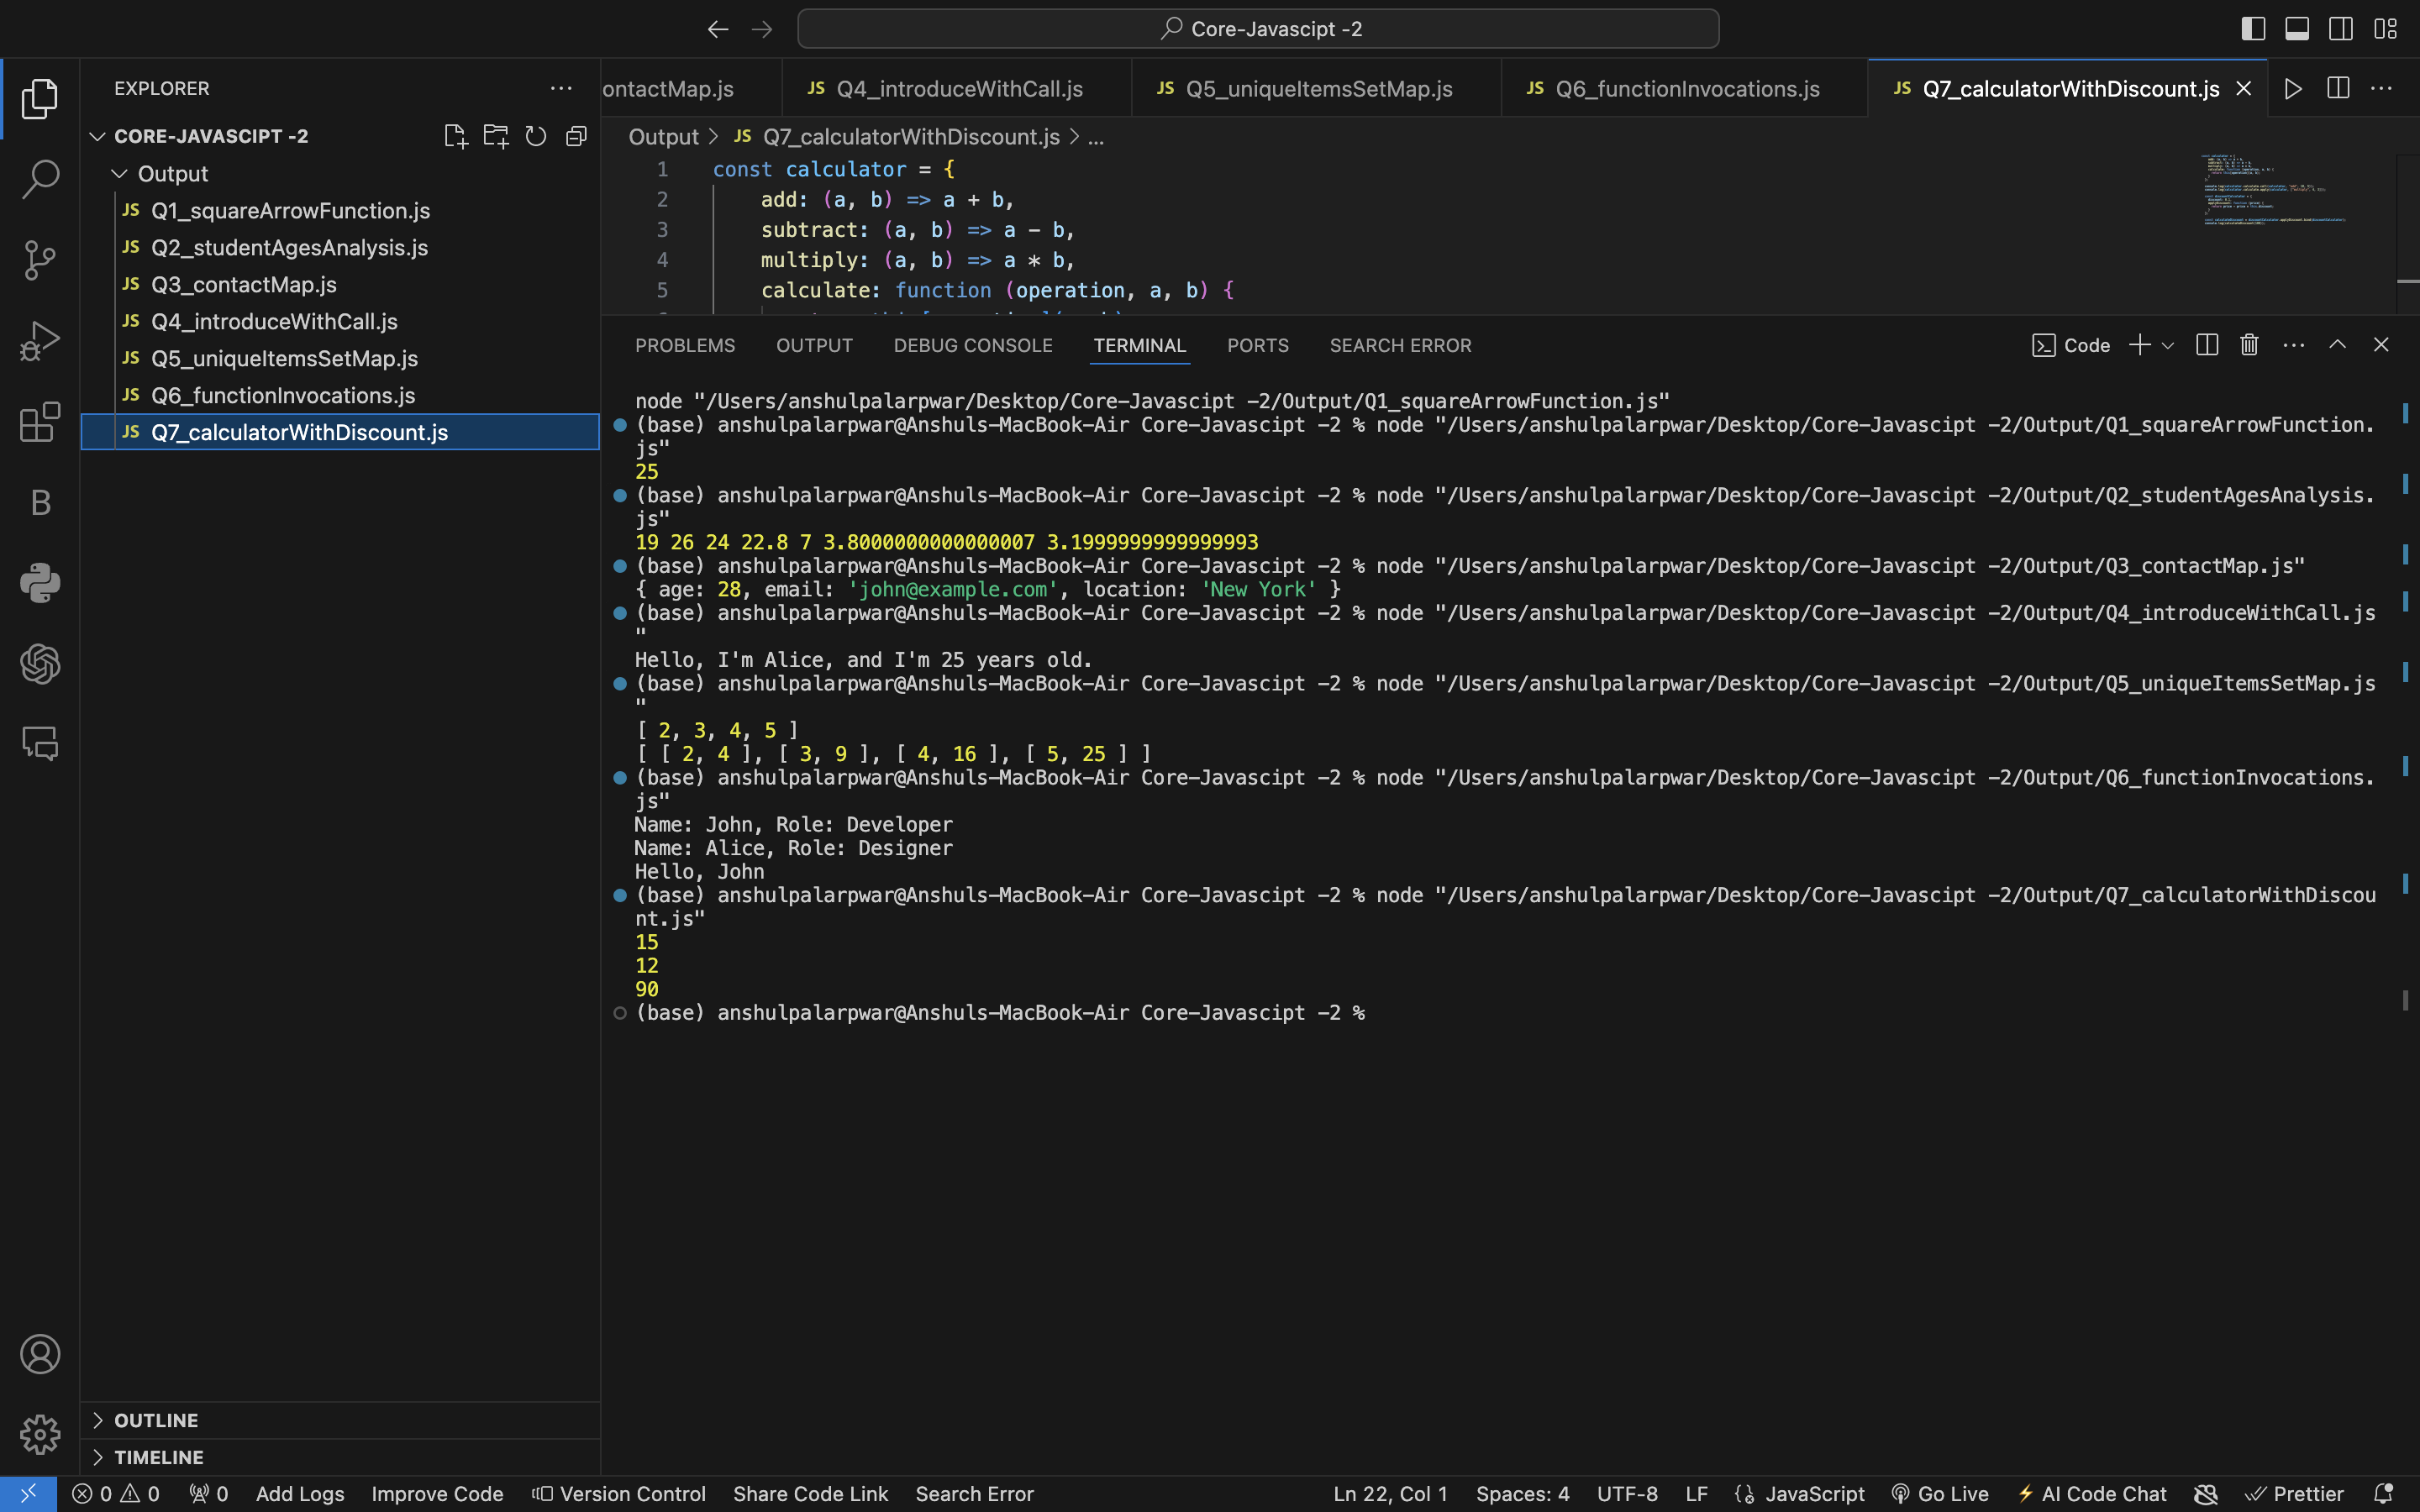 Core-Javascipt -2
EXPLORER
CORE-JAVASCIPT -2
Output
JS Q1_squareArrowFunction.js
JS Q2_studentAgesAnalysis.js
JS Q3_contactMap.js
JS Q4_introduceWithCall.js
JS Q5_uniqueItemsSetMap.js
JS Q6_functionInvocations.js
JS Q7_calculatorWithDiscount.js
OUTLINE
TIMELINE
ontactMap.js JS Q4_introduceWithCall.js JS Q5_uniqueItemsSetMap.js JS Q6_functionInvocations.js JS Q7_calculatorWithDiscount.js
Output > JS Q7_calculatorWithDiscount.js > ...
1 const calculator = {
2 add: (a, b) => a + b,
3 subtract: (a, b) => a - b,
4 multiply: (a, b) => a * b,
5 calculate: function (operation, a, b) {
PROBLEMS OUTPUT DEBUG CONSOLE TERMINAL PORTS SEARCH ERROR Code
node "/Users/anshulpalarpwar/Desktop/Core-Javascipt -2/Output/Q1_squareArrowFunction.js"
(base) anshulpalarpwar@Anshuls-MacBook-Air Core-Javascipt -2 % node "/Users/anshulpalarpwar/Desktop/Core-Javascipt -2/Output/Q1_squareArrowFunction.
js"
25
(base) anshulpalarpwar@Anshuls-MacBook-Air Core-Javascipt -2 % node "/Users/anshulpalarpwar/Desktop/Core-Javascipt -2/Output/Q2_studentAgesAnalysis.
js"
19 26 24 22.8 7 3.8000000000000007 3.1999999999999993
(base) anshulpalarpwar@Anshuls-MacBook-Air Core-Javascipt -2 % node "/Users/anshulpalarpwar/Desktop/Core-Javascipt -2/Output/Q3_contactMap.js"
{ age: 28, email: 'john@example.com', location: 'New York' }
(base) anshulpalarpwar@Anshuls-MacBook-Air Core-Javascipt -2 % node "/Users/anshulpalarpwar/Desktop/Core-Javascipt -2/Output/Q4_introduceWithCall.js
"
Hello, I'm Alice, and I'm 25 years old.
(base) anshulpalarpwar@Anshuls-MacBook-Air Core-Javascipt -2 % node "/Users/anshulpalarpwar/Desktop/Core-Javascipt -2/Output/Q5_uniqueItemsSetMap.js
"
[ 2, 3, 4, 5 ]
[ [ 2, 4 ], [ 3, 9 ], [ 4, 16 ], [ 5, 25 ] ]
(base) anshulpalarpwar@Anshuls-MacBook-Air Core-Javascipt -2 % node "/Users/anshulpalarpwar/Desktop/Core-Javascipt -2/Output/Q6_functionInvocations.
js"
Name: John, Role: Developer
Name: Alice, Role: Designer
Hello, John
(base) anshulpalarpwar@Anshuls-MacBook-Air Core-Javascipt -2 % node "/Users/anshulpalarpwar/Desktop/Core-Javascipt -2/Output/Q7_calculatorWithDiscou
nt.js"
15
12
90
(base) anshulpalarpwar@Anshuls-MacBook-Air Core-Javascipt -2 %
0 0 0 Add Logs Improve Code Version Control Share Code Link Search Error Ln 22, Col 1 Spaces: 4 UTF-8 LF JavaScript Go Live AI Code Chat Prettier